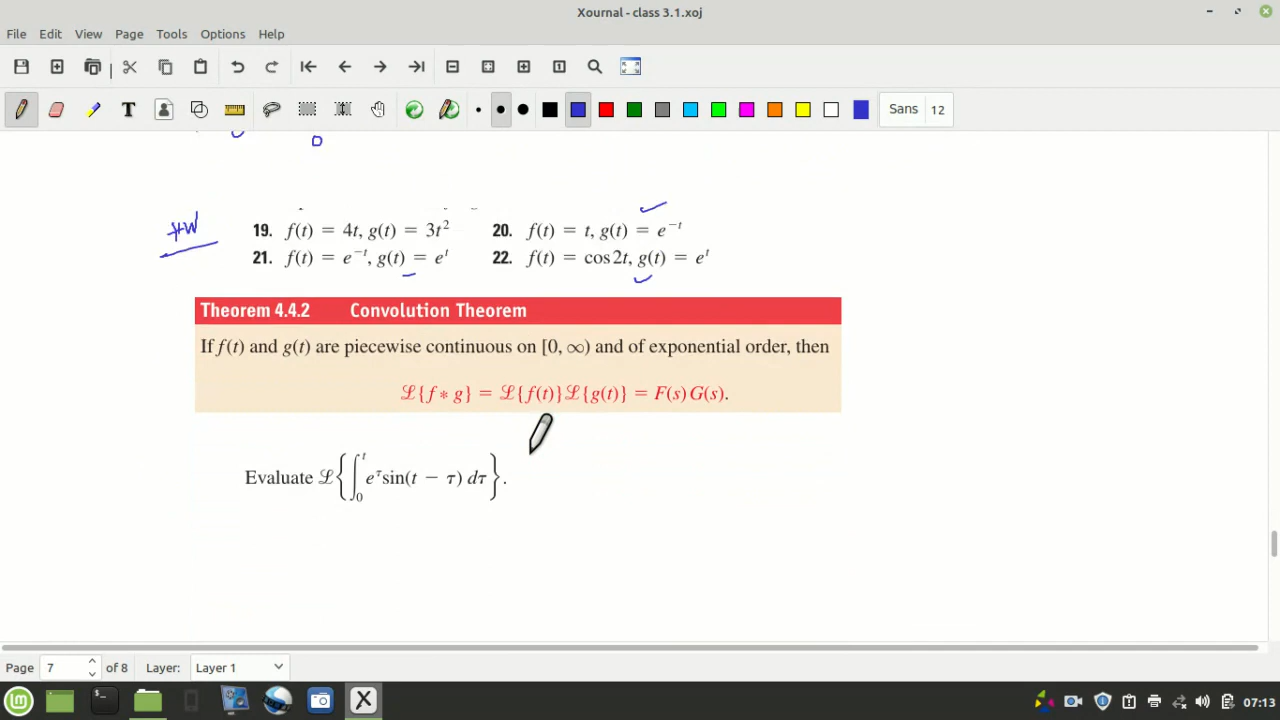 Xournal - class 3.1.xoj
File Edit View Page Tools Options Help
Sans 12
HW
19. f(t) = 4t, g(t) = 3t² 20. f(t) = t, g(t) = e⁻ᵗ
21. f(t) = e⁻ᵗ, g(t) = eᵗ 22. f(t) = cos 2t, g(t) = eᵗ
Theorem 4.4.2 Convolution Theorem
If f(t) and g(t) are piecewise continuous on [0, ∞) and of exponential order, then
ℒ{f * g} = ℒ{f(t)}ℒ{g(t)} = F(s) G(s).
Evaluate ℒ{∫₀ᵗ e^τ sin(t − τ) dτ}.
Page 7 of 8 Layer: Layer 1
07:13